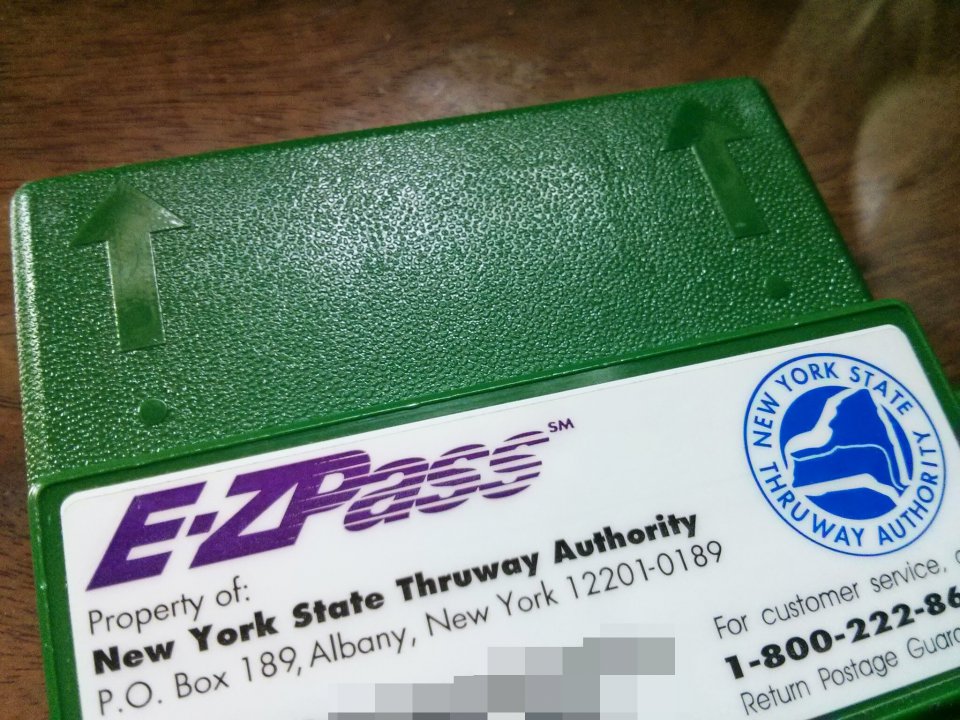 E-ZPass SM
NEW YORK STATE
THRUWAY AUTHORITY
Property of:
New York State Thruway Authority
P.O. Box 189, Albany, New York 12201-0189
For customer service,
1-800-222-86
Return Postage